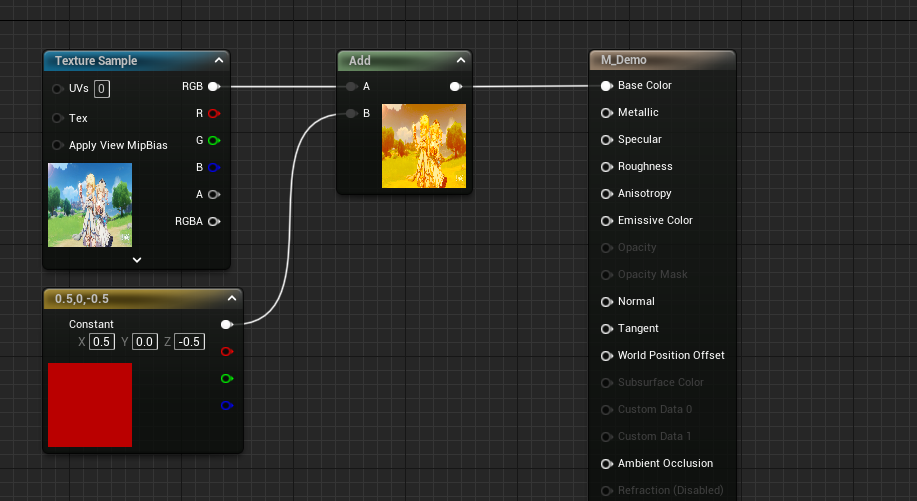 Texture Sample
UVs 0
Tex
Apply View MipBias
RGB
R
G
B
A
RGBA
0.5,0,-0.5
Constant
X 0.5 Y 0.0 Z -0.5
Add
A
B
M_Demo
Base Color
Metallic
Specular
Roughness
Anisotropy
Emissive Color
Opacity
Opacity Mask
Normal
Tangent
World Position Offset
Subsurface Color
Custom Data 0
Custom Data 1
Ambient Occlusion
Refraction (Disabled)